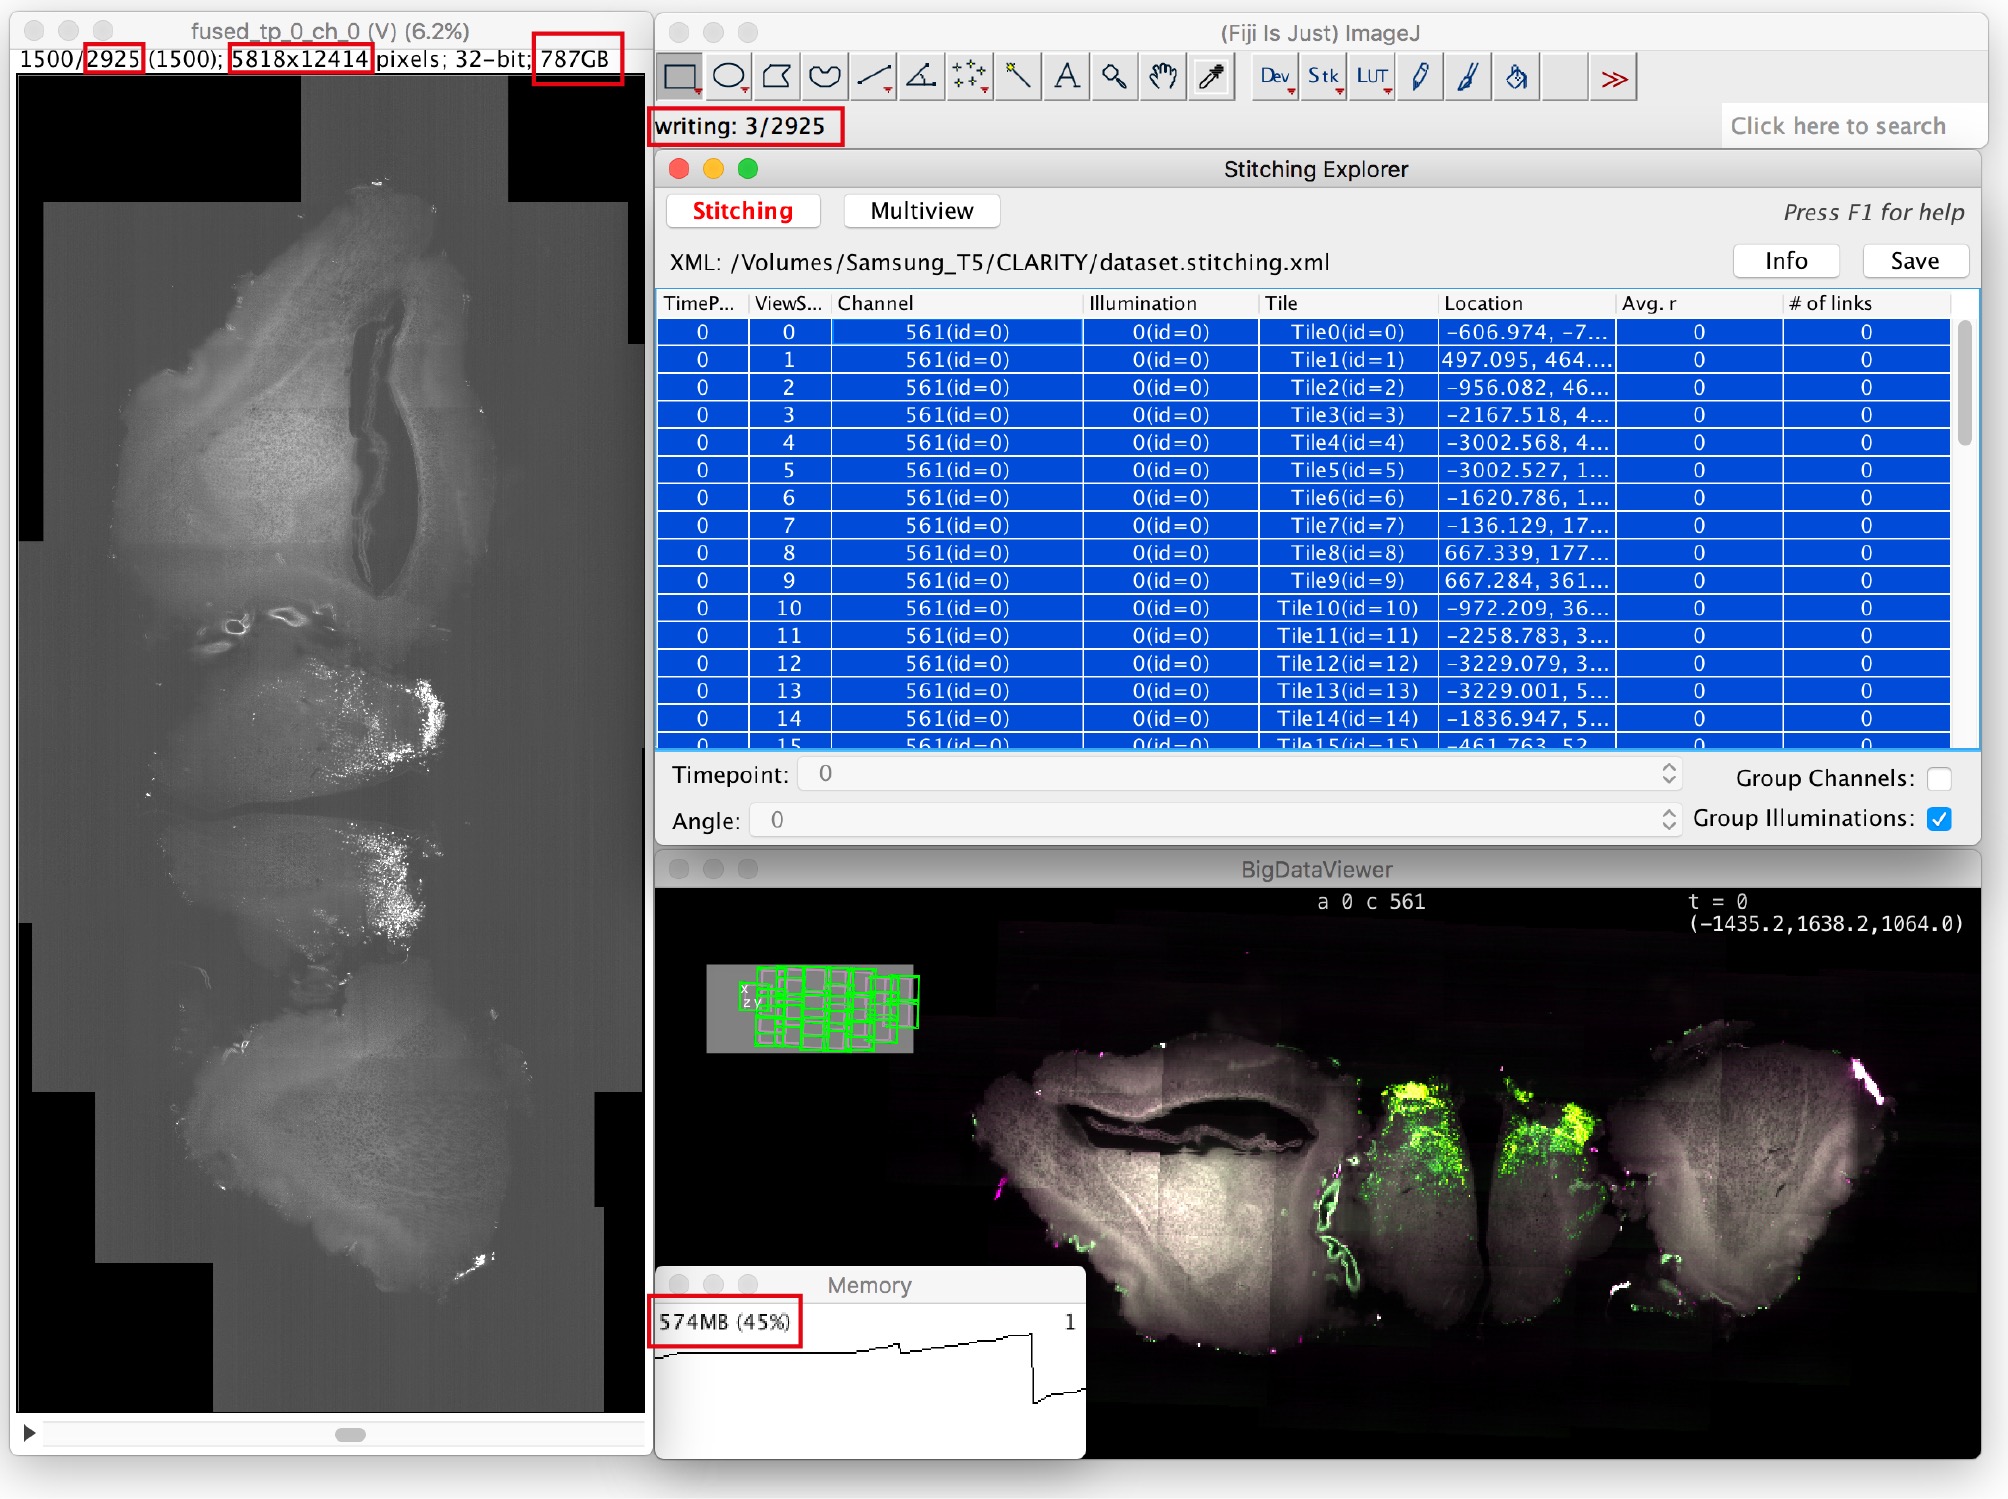 fused_tp_0_ch_0 (V) (6.2%)
1500/2925 (1500); 5818x12414 pixels; 32-bit; 787GB
(Fiji Is Just) ImageJ
A Dev Stk LUT >>
writing: 3/2925
Click here to search
Stitching Explorer
Stitching Multiview Press F1 for help
XML: /Volumes/Samsung_T5/CLARITY/dataset.stitching.xml Info Save
TimeP... ViewS... Channel Illumination Tile Location Avg. r # of links
0 0 561(id=0) 0(id=0) Tile0(id=0) -606.974, -7... 0 0
0 1 561(id=0) 0(id=0) Tile1(id=1) 497.095, 464.... 0 0
0 2 561(id=0) 0(id=0) Tile2(id=2) -956.082, 46... 0 0
0 3 561(id=0) 0(id=0) Tile3(id=3) -2167.518, 4... 0 0
0 4 561(id=0) 0(id=0) Tile4(id=4) -3002.568, 4... 0 0
0 5 561(id=0) 0(id=0) Tile5(id=5) -3002.527, 1... 0 0
0 6 561(id=0) 0(id=0) Tile6(id=6) -1620.786, 1... 0 0
0 7 561(id=0) 0(id=0) Tile7(id=7) -136.129, 17... 0 0
0 8 561(id=0) 0(id=0) Tile8(id=8) 667.339, 177... 0 0
0 9 561(id=0) 0(id=0) Tile9(id=9) 667.284, 361... 0 0
0 10 561(id=0) 0(id=0) Tile10(id=10) -972.209, 36... 0 0
0 11 561(id=0) 0(id=0) Tile11(id=11) -2258.783, 3... 0 0
0 12 561(id=0) 0(id=0) Tile12(id=12) -3229.079, 3... 0 0
0 13 561(id=0) 0(id=0) Tile13(id=13) -3229.001, 5... 0 0
0 14 561(id=0) 0(id=0) Tile14(id=14) -1836.947, 5... 0 0
0 15 561(id=0) 0(id=0) Tile15(id=15) -461.763, 52... 0 0
Timepoint: 0 Group Channels:
Angle: 0 Group Illuminations:
BigDataViewer
a 0 c 561 t = 0
(-1435.2,1638.2,1064.0)
x
z y
Memory
574MB (45%) 1